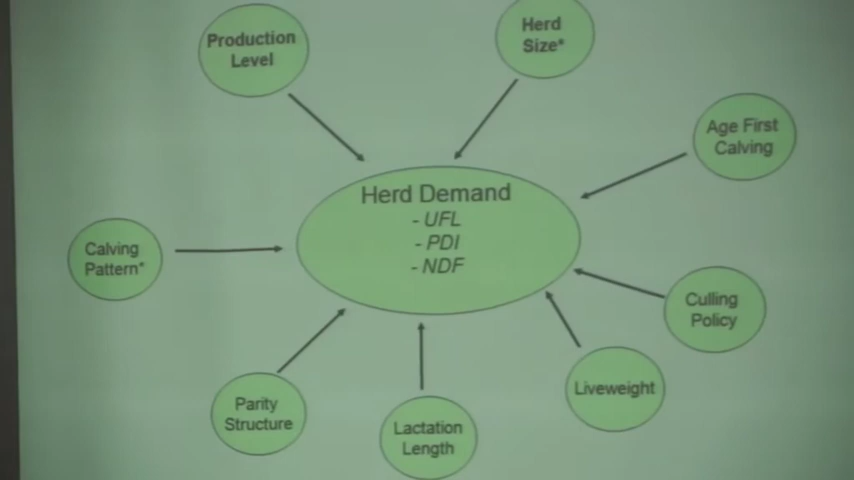 Production
Level
Herd
Size*
Age First
Calving
Herd Demand
- UFL
- PDI
- NDF
Calving
Pattern*
Culling
Policy
Liveweight
Parity
Structure
Lactation
Length